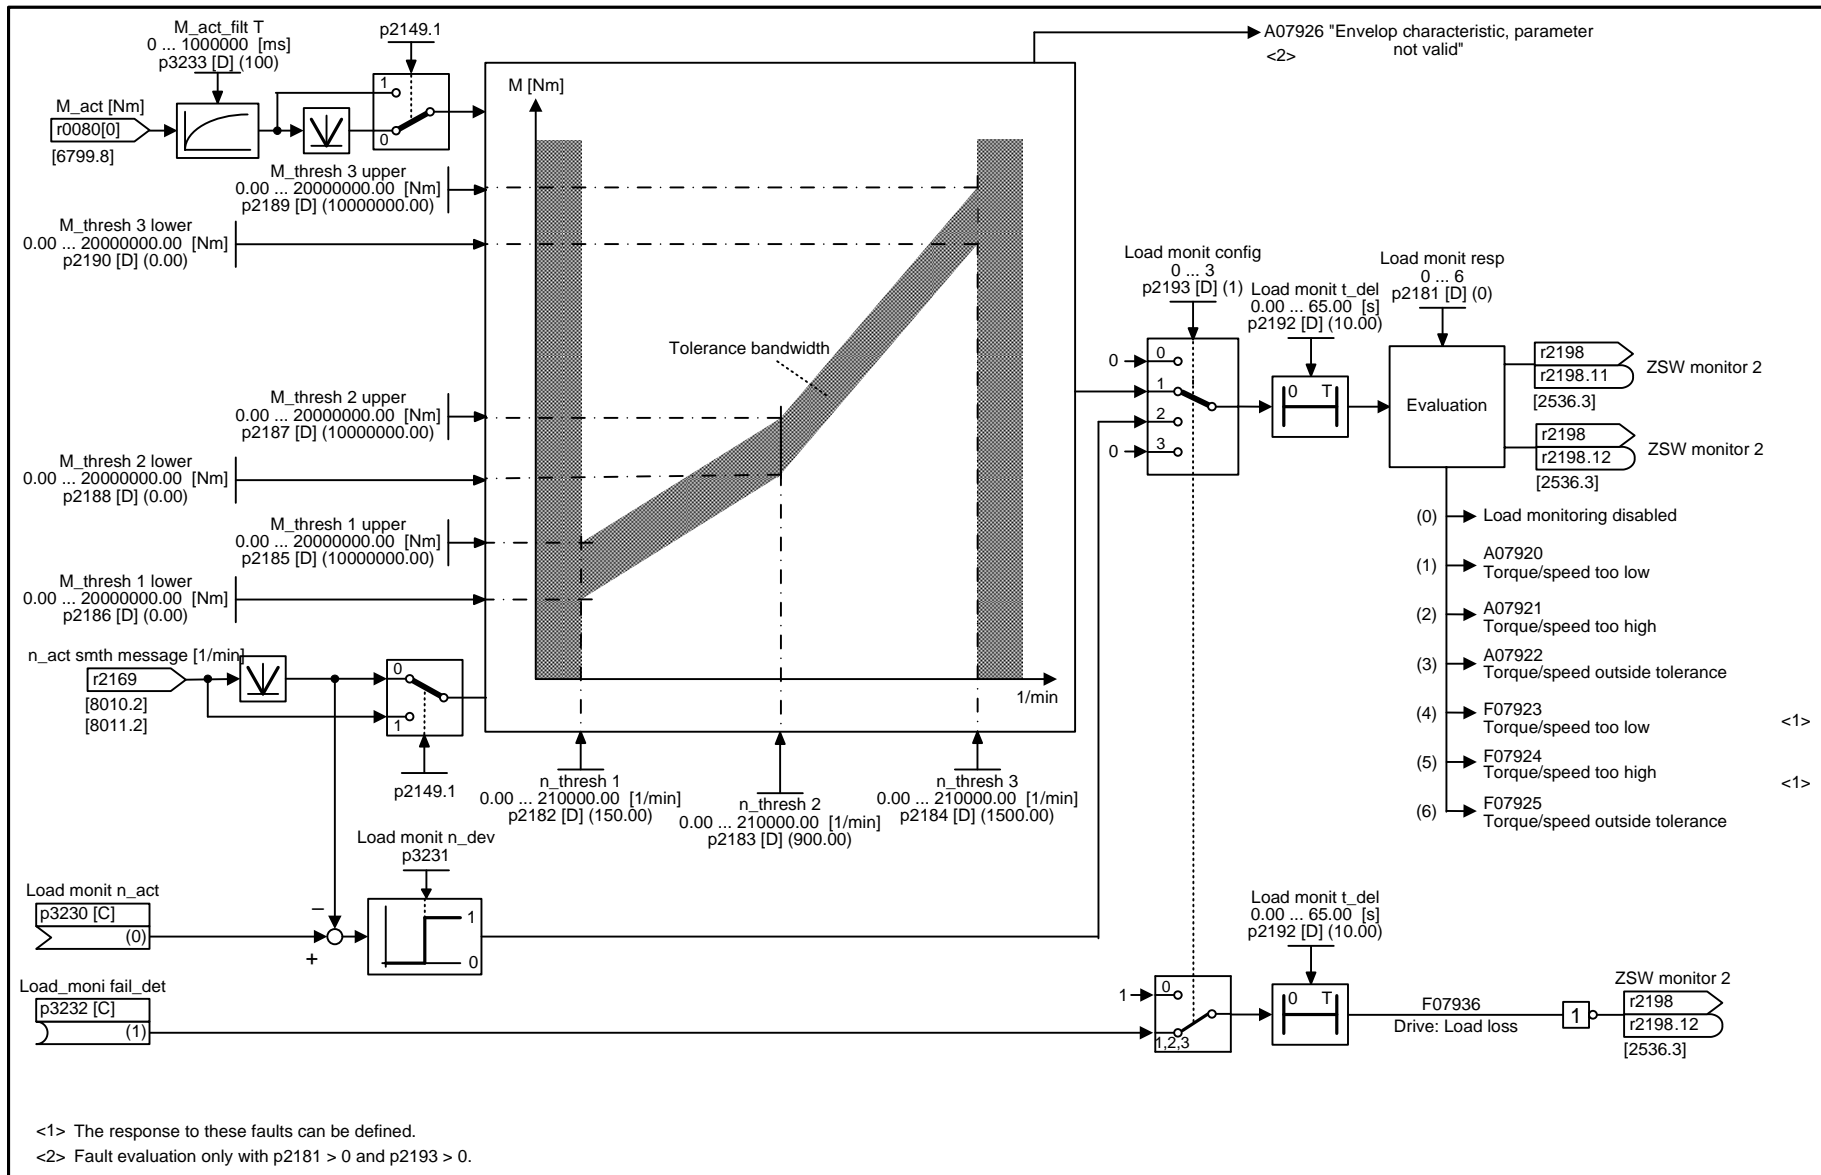 M_act_filt T
0 ... 1000000 [ms]
p3233 [D] (100)
p2149.1
A07926 "Envelop characteristic, parameter
not valid"
<2>
M_act [Nm]
r0080[0]
[6799.8]
1
0
M [Nm]
M_thresh 3 upper
0.00 ... 20000000.00 [Nm]
p2189 [D] (10000000.00)
M_thresh 3 lower
0.00 ... 20000000.00 [Nm]
p2190 [D] (0.00)
Tolerance bandwidth
M_thresh 2 upper
0.00 ... 20000000.00 [Nm]
p2187 [D] (10000000.00)
M_thresh 2 lower
0.00 ... 20000000.00 [Nm]
p2188 [D] (0.00)
M_thresh 1 upper
0.00 ... 20000000.00 [Nm]
p2185 [D] (10000000.00)
M_thresh 1 lower
0.00 ... 20000000.00 [Nm]
p2186 [D] (0.00)
n_act smth message [1/min]
r2169
[8010.2]
[8011.2]
0
1
p2149.1
1/min
n_thresh 1
0.00 ... 210000.00 [1/min]
p2182 [D] (150.00)
n_thresh 2
0.00 ... 210000.00 [1/min]
p2183 [D] (900.00)
n_thresh 3
0.00 ... 210000.00 [1/min]
p2184 [D] (1500.00)
Load monit config
0 ... 3
p2193 [D] (1)
0 0
1
2
0 3
Load monit t_del
0.00 ... 65.00 [s]
p2192 [D] (10.00)
0 T
Load monit resp
0 ... 6
p2181 [D] (0)
Evaluation
r2198
r2198.11
ZSW monitor 2
[2536.3]
r2198
r2198.12
ZSW monitor 2
[2536.3]
(0) Load monitoring disabled
(1) A07920
Torque/speed too low
(2) A07921
Torque/speed too high
(3) A07922
Torque/speed outside tolerance
(4) F07923
Torque/speed too low
<1>
(5) F07924
Torque/speed too high
<1>
(6) F07925
Torque/speed outside tolerance
Load monit n_dev
p3231
Load monit n_act
p3230 [C]
(0)
–
+
1
0
Load_moni fail_det
p3232 [C]
(1)
1 0
1,2,3
Load monit t_del
0.00 ... 65.00 [s]
p2192 [D] (10.00)
0 T
F07936
Drive: Load loss
1
ZSW monitor 2
r2198
r2198.12
[2536.3]
<1> The response to these faults can be defined.
<2> Fault evaluation only with p2181 > 0 and p2193 > 0.